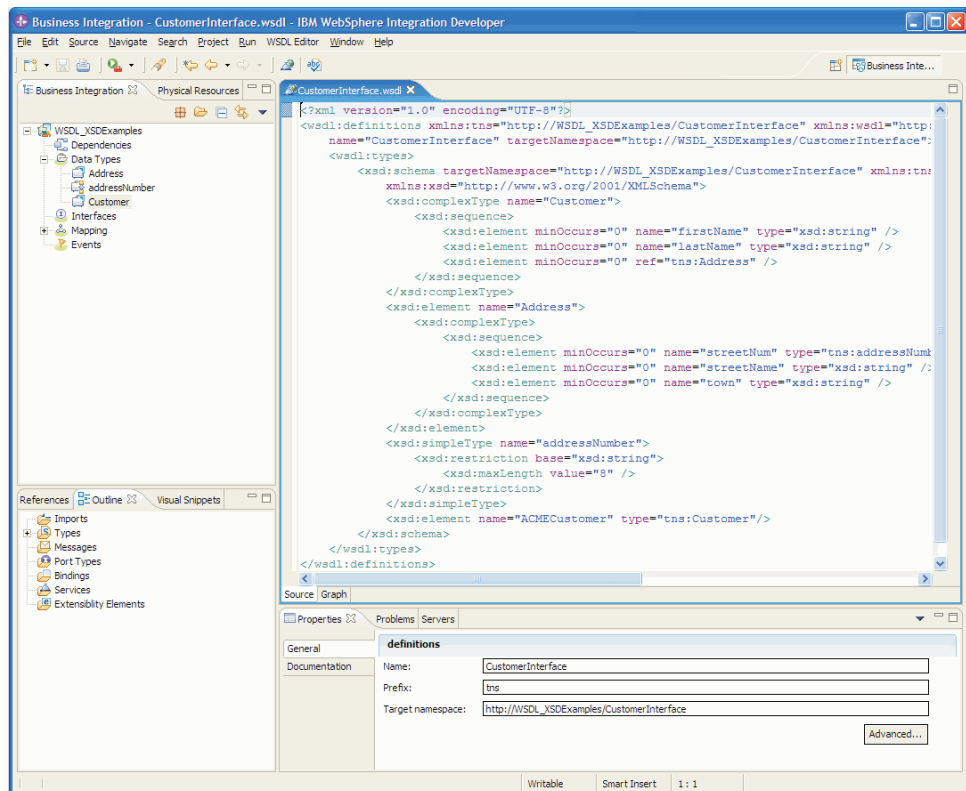 Business Integration - CustomerInterface.wsdl - IBM WebSphere Integration Developer
File Edit Source Navigate Search Project Run WSDL Editor Window Help
Business Inte...
Business Integration Physical Resources
WSDL_XSDExamples
Dependencies
Data Types
Address
addressNumber
Customer
Interfaces
Mapping
Events
CustomerInterface.wsdl
<?xml version="1.0" encoding="UTF-8"?>
<wsdl:definitions xmlns:tns="http://WSDL_XSDExamples/CustomerInterface" xmlns:wsdl="http:
name="CustomerInterface" targetNamespace="http://WSDL_XSDExamples/CustomerInterface">
<wsdl:types>
<xsd:schema targetNamespace="http://WSDL_XSDExamples/CustomerInterface" xmlns:tns
xmlns:xsd="http://www.w3.org/2001/XMLSchema">
<xsd:complexType name="Customer">
<xsd:sequence>
<xsd:element minOccurs="0" name="firstName" type="xsd:string" />
<xsd:element minOccurs="0" name="lastName" type="xsd:string" />
<xsd:element minOccurs="0" ref="tns:Address" />
</xsd:sequence>
</xsd:complexType>
<xsd:element name="Address">
<xsd:complexType>
<xsd:sequence>
<xsd:element minOccurs="0" name="streetNum" type="tns:addressNumb
<xsd:element minOccurs="0" name="streetName" type="xsd:string" />
<xsd:element minOccurs="0" name="town" type="xsd:string" />
</xsd:sequence>
</xsd:complexType>
</xsd:element>
<xsd:simpleType name="addressNumber">
<xsd:restriction base="xsd:string">
<xsd:maxLength value="8" />
</xsd:restriction>
</xsd:simpleType>
<xsd:element name="ACMECustomer" type="tns:Customer"/>
</xsd:schema>
</wsdl:types>
</wsdl:definitions>
Source Graph
References Outline Visual Snippets
Imports
Types
Messages
Port Types
Bindings
Services
Extensiblity Elements
Properties Problems Servers
General
Documentation
definitions
Name: CustomerInterface
Prefix: tns
Target namespace: http://WSDL_XSDExamples/CustomerInterface
Advanced...
Writable Smart Insert 1 : 1